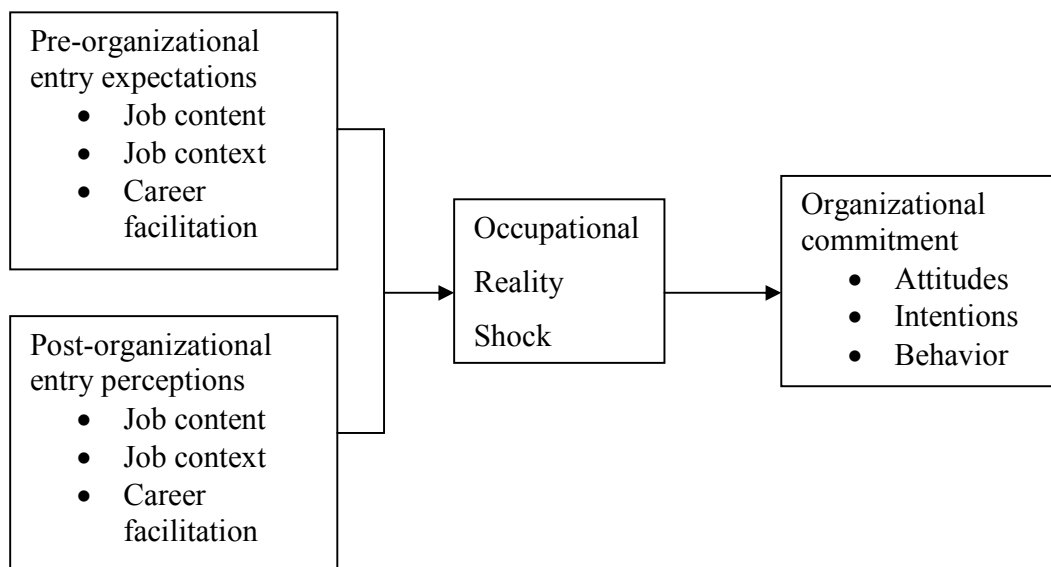 Pre-organizational
entry expectations
• Job content
• Job context
• Career
facilitation
Post-organizational
entry perceptions
• Job content
• Job context
• Career
facilitation
Occupational
Reality
Shock
Organizational
commitment
• Attitudes
• Intentions
• Behavior